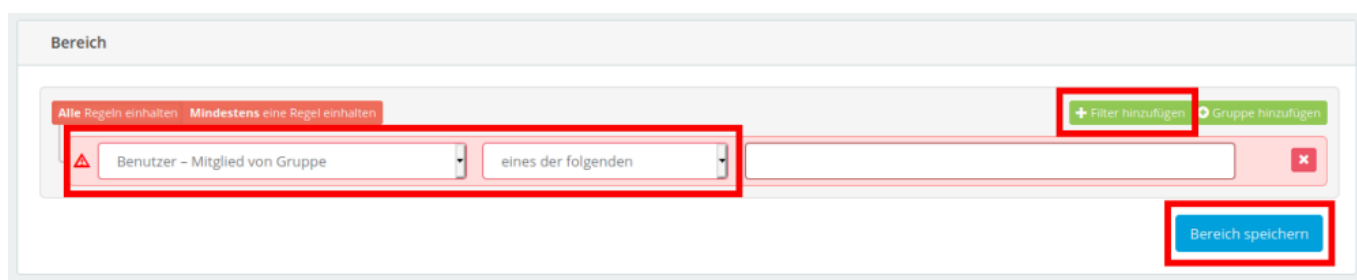 Bereich
Alle Regeln einhalten Mindestens eine Regel einhalten Filter hinzufügen Gruppe hinzufügen
Benutzer – Mitglied von Gruppe eines der folgenden
Bereich speichern